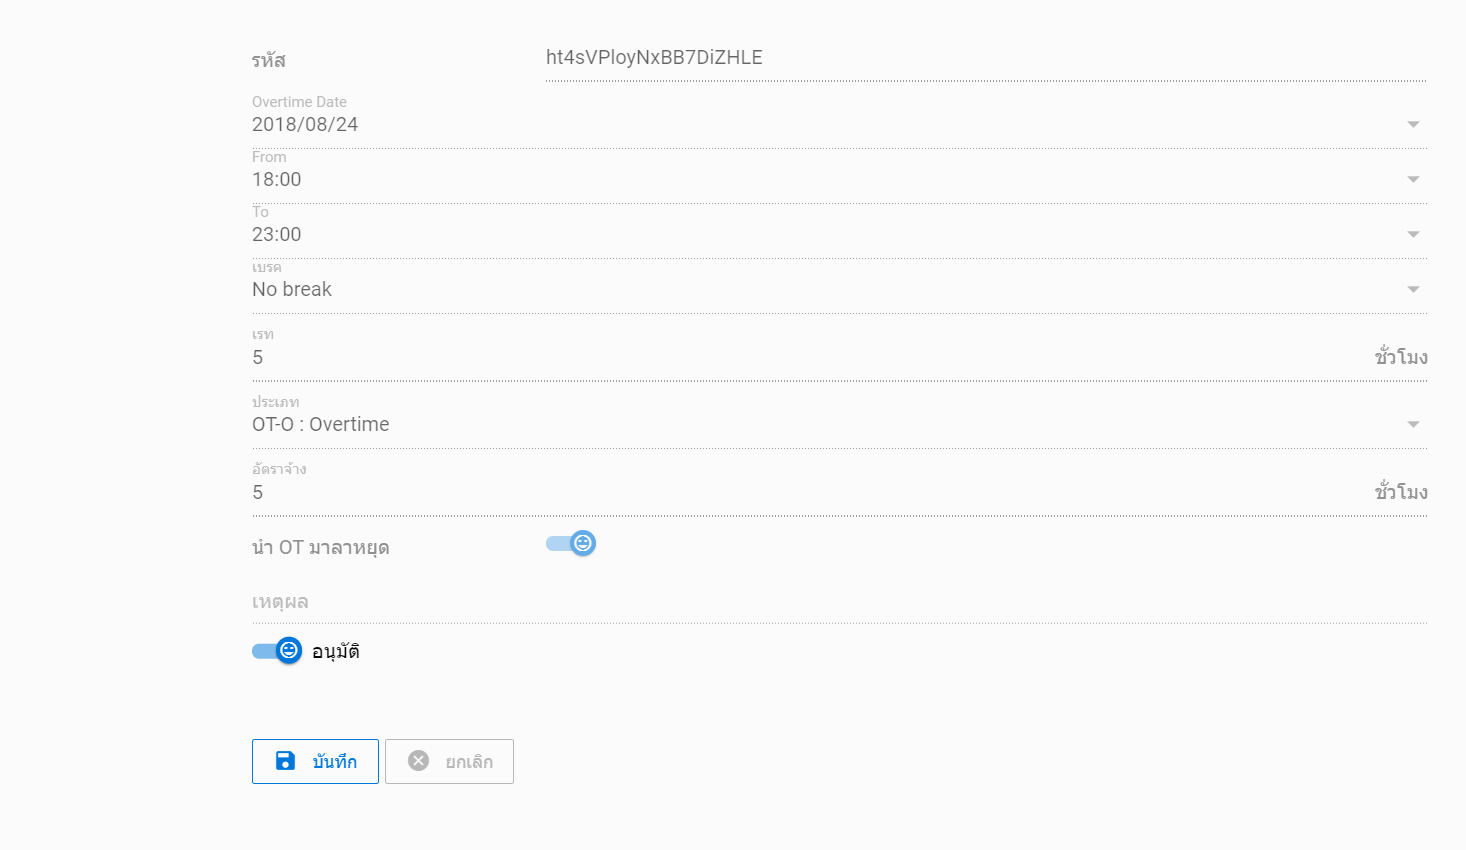 รหัส ht4sVPloyNxBB7DiZHLE
Overtime Date
2018/08/24
From
18:00
To
23:00
เบรค
No break
เรท
5 ชั่วโมง
ประเภท
OT-O : Overtime
อัตราจ้าง
5 ชั่วโมง
นำ OT มาลาหยุด
เหตุผล
อนุมัติ
บันทึก ยกเลิก